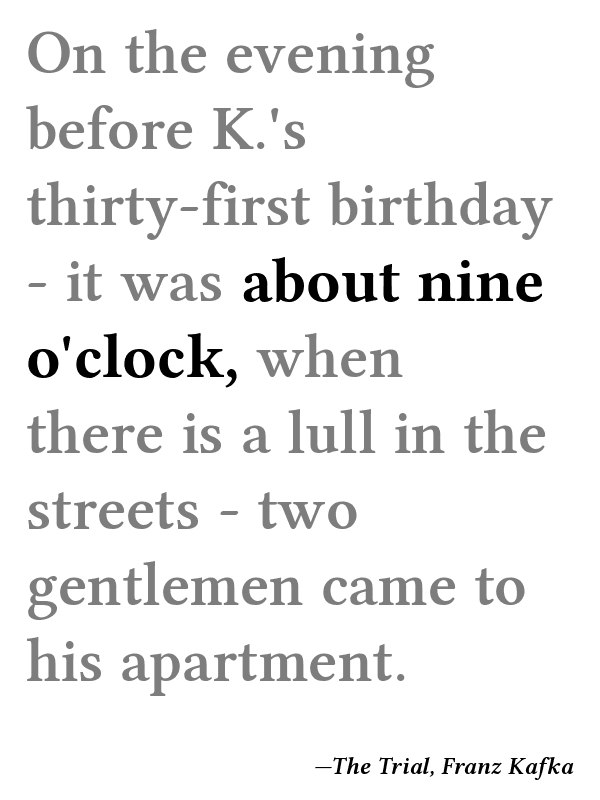 On the evening
before K.'s
thirty-first birthday
- it was about nine
o'clock, when
there is a lull in the
streets - two
gentlemen came to
his apartment.
—The Trial, Franz Kafka